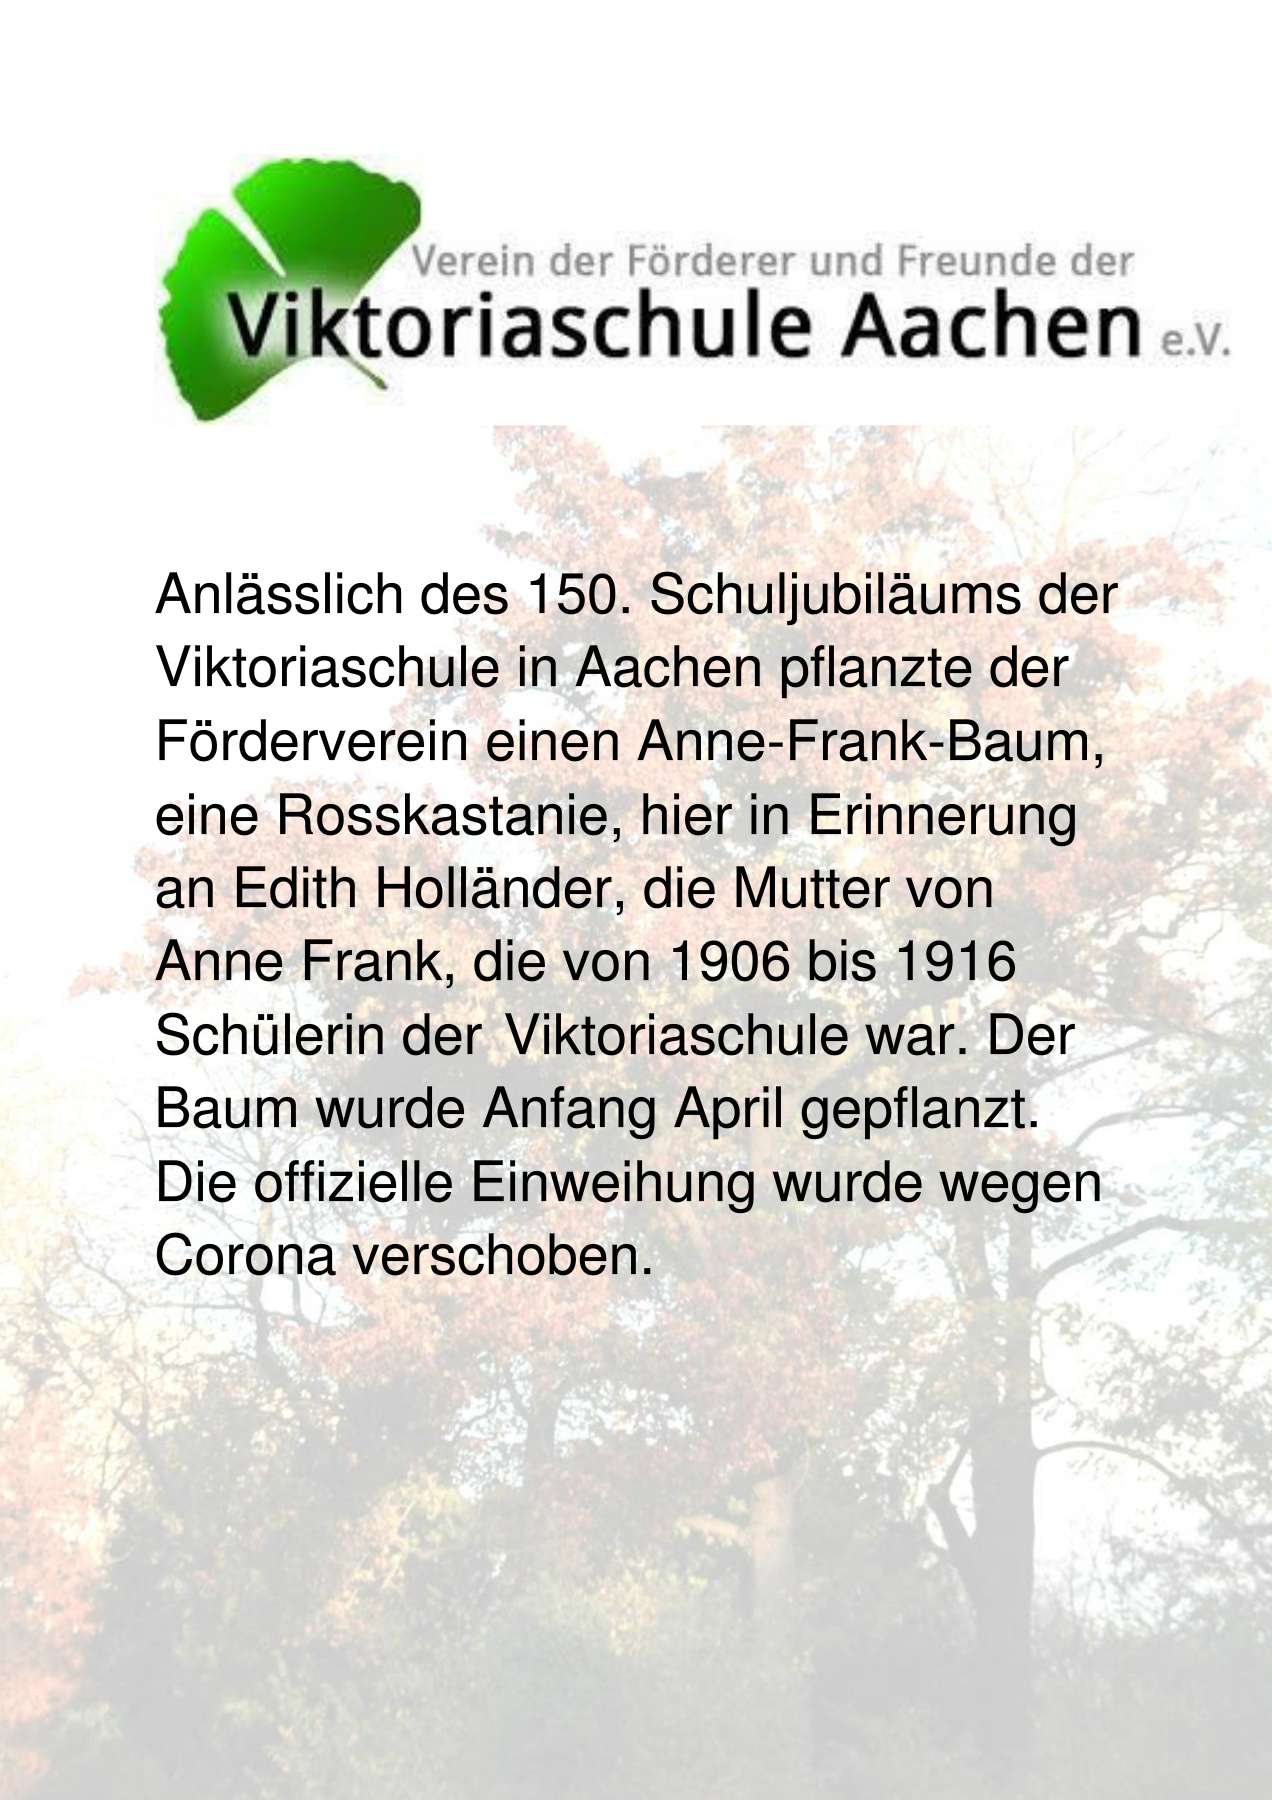 Verein der Förderer und Freunde der
Viktoriaschule Aachen e.V.
Anlässlich des 150. Schuljubiläums der
Viktoriaschule in Aachen pflanzte der
Förderverein einen Anne-Frank-Baum,
eine Rosskastanie, hier in Erinnerung
an Edith Holländer, die Mutter von
Anne Frank, die von 1906 bis 1916
Schülerin der Viktoriaschule war. Der
Baum wurde Anfang April gepflanzt.
Die offizielle Einweihung wurde wegen
Corona verschoben.